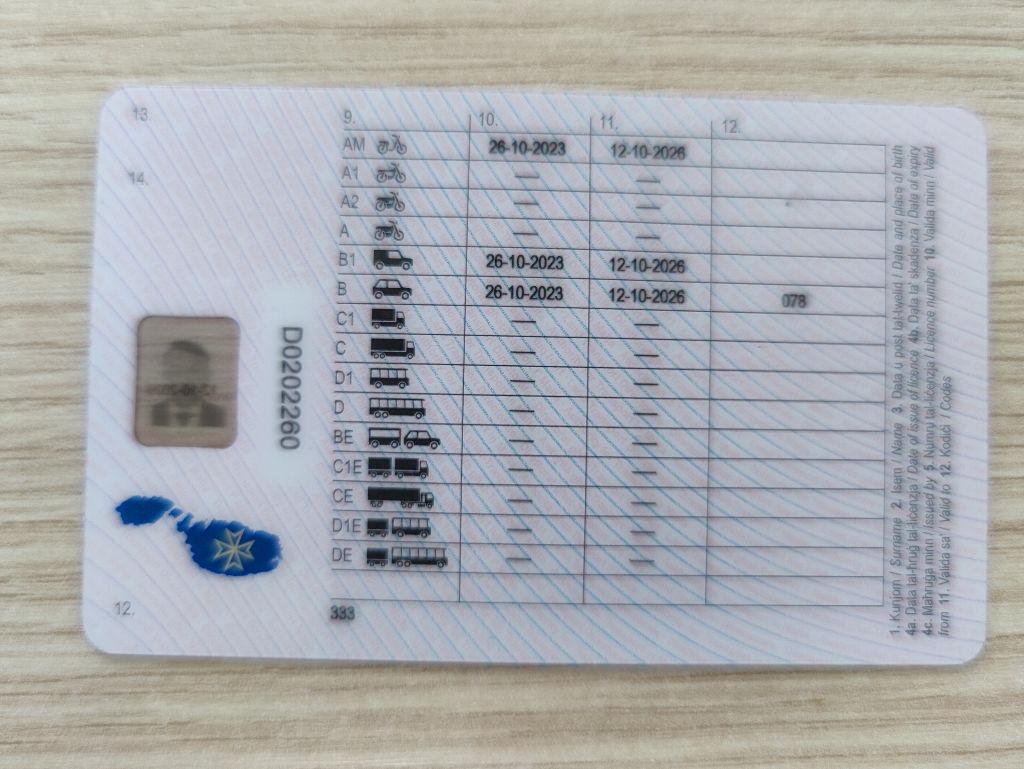 13.
14.
D0202260
12.
9. 10. 11. 12.
AM 26-10-2023 12-10-2026
A1 — —
A2 — —
A — —
B1 26-10-2023 12-10-2026
B 26-10-2023 12-10-2026 078
C1 — —
C — —
D1 — —
D — —
BE — —
C1E — —
CE — —
D1E — —
DE — —
333
1. Kunjom / Surname 2. Isem / Name 3. Data u post tat-twelid / Date and place of birth
4a. Data tal-ħruġ tal-liċenzja / Date of issue of licence 4b. Data ta' skadenza / Date of expiry
4c. Maħruġa minn / Issued by 5. Numru tal-liċenzja / Licence number 10. Valida minn / Valid
from 11. Valida sa' / Valid to 12. Kodiċi / Codes